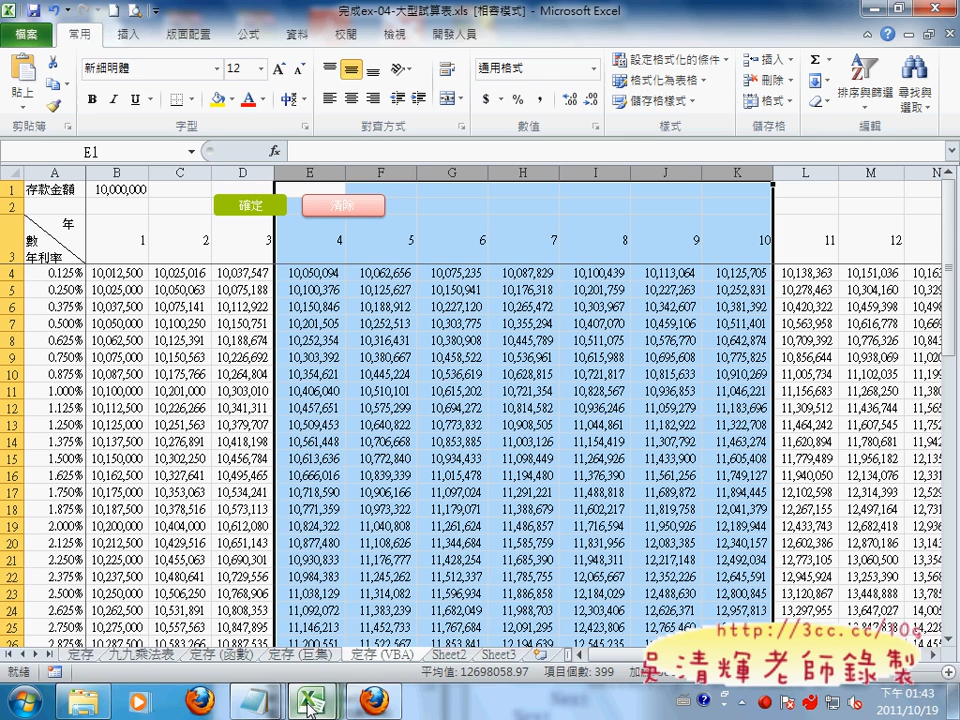 完成ex-04-大型試算表.xls [相容模式] - Microsoft Excel
檔案 常用 插入 版面配置 公式 資料 校閱 檢視 開發人員
新細明體 12 通用格式 設定格式化的條件 插入 Σ
貼上 B I U 中 $ % , 格式化為表格 刪除 排序與篩選 尋找與選取
儲存格樣式 格式
剪貼簿 字型 對齊方式 數值 樣式 儲存格 編輯
E1 fx
A B C D E F G H I J K L M N
1 存款金額 10,000,000
2 確定 清除
3 年數 年利率 1 2 3 4 5 6 7 8 9 10 11 12
4 0.125% 10,012,500 10,025,016 10,037,547 10,050,094 10,062,656 10,075,235 10,087,829 10,100,439 10,113,064 10,125,705 10,138,363 10,151,036
5 0.250% 10,025,000 10,050,063 10,075,188 10,100,376 10,125,627 10,150,941 10,176,318 10,201,759 10,227,263 10,252,831 10,278,463 10,304,160
6 0.375% 10,037,500 10,075,141 10,112,922 10,150,846 10,188,912 10,227,120 10,265,472 10,303,967 10,342,607 10,381,392 10,420,322 10,459,398
7 0.500% 10,050,000 10,100,250 10,150,751 10,201,505 10,252,513 10,303,775 10,355,294 10,407,070 10,459,106 10,511,401 10,563,958 10,616,778
8 0.625% 10,062,500 10,125,391 10,188,674 10,252,354 10,316,431 10,380,908 10,445,789 10,511,075 10,576,770 10,642,874 10,709,392 10,776,326
9 0.750% 10,075,000 10,150,563 10,226,692 10,303,392 10,380,667 10,458,522 10,536,961 10,615,988 10,695,608 10,775,825 10,856,644 10,938,069
10 0.875% 10,087,500 10,175,766 10,264,804 10,354,621 10,445,224 10,536,619 10,628,815 10,721,817 10,815,633 10,910,269 11,005,734 11,102,035
11 1.000% 10,100,000 10,201,000 10,303,010 10,406,040 10,510,101 10,615,202 10,721,354 10,828,567 10,936,853 11,046,221 11,156,683 11,268,250
12 1.125% 10,112,500 10,226,266 10,341,311 10,457,651 10,575,299 10,694,272 10,814,582 10,936,246 11,059,279 11,183,696 11,309,512 11,436,744
13 1.250% 10,125,000 10,251,563 10,379,707 10,509,453 10,640,822 10,773,832 10,908,505 11,044,861 11,182,922 11,322,708 11,464,242 11,607,545
14 1.375% 10,137,500 10,276,891 10,418,198 10,561,448 10,706,668 10,853,885 11,003,126 11,154,419 11,307,792 11,463,274 11,620,894 11,780,681
15 1.500% 10,150,000 10,302,250 10,456,784 10,613,636 10,772,840 10,934,433 11,098,449 11,264,926 11,433,900 11,605,408 11,779,489 11,956,182
16 1.625% 10,162,500 10,327,641 10,495,465 10,666,016 10,839,339 11,015,478 11,194,480 11,376,390 11,561,256 11,749,127 11,940,050 12,134,076
17 1.750% 10,175,000 10,353,063 10,534,241 10,718,590 10,906,166 11,097,024 11,291,221 11,488,818 11,689,872 11,894,445 12,102,598 12,314,393
18 1.875% 10,187,500 10,378,516 10,573,113 10,771,359 10,973,322 11,179,071 11,388,679 11,602,217 11,819,758 12,041,379 12,267,155 12,497,164
19 2.000% 10,200,000 10,404,000 10,612,080 10,824,322 11,040,808 11,261,624 11,486,857 11,716,594 11,950,926 12,189,944 12,433,743 12,682,418
20 2.125% 10,212,500 10,429,516 10,651,143 10,877,480 11,108,626 11,344,684 11,585,759 11,831,956 12,083,385 12,340,157 12,602,386 12,870,186
21 2.250% 10,225,000 10,455,063 10,690,301 10,930,833 11,176,777 11,428,254 11,685,390 11,948,311 12,217,148 12,492,034 12,773,105 13,060,500
22 2.375% 10,237,500 10,480,641 10,729,556 10,984,383 11,245,262 11,512,337 11,785,755 12,065,667 12,352,226 12,645,591 12,945,924 13,253,390
23 2.500% 10,250,000 10,506,250 10,768,906 11,038,129 11,314,082 11,596,934 11,886,858 12,184,029 12,488,630 12,800,845 13,120,867 13,448,888
24 2.625% 10,262,500 10,531,891 10,808,353 11,092,072 11,383,239 11,682,049 11,988,703 12,303,406 12,626,371 12,957,813 13,297,955 13,647,027
25 2.750% 10,275,000 10,557,563 10,847,895 11,146,213 11,452,733 11,767,684 12,091,295 12,423,806
定存 九九乘法表 定存 (函數) 定存 (巨集) 定存 (VBA) Sheet2 Sheet3
就緒 平均值: 12698058.97 項目個數: 399
http://3cc.cc/10g
吳清輝老師錄製
下午 01:43
2011/10/19